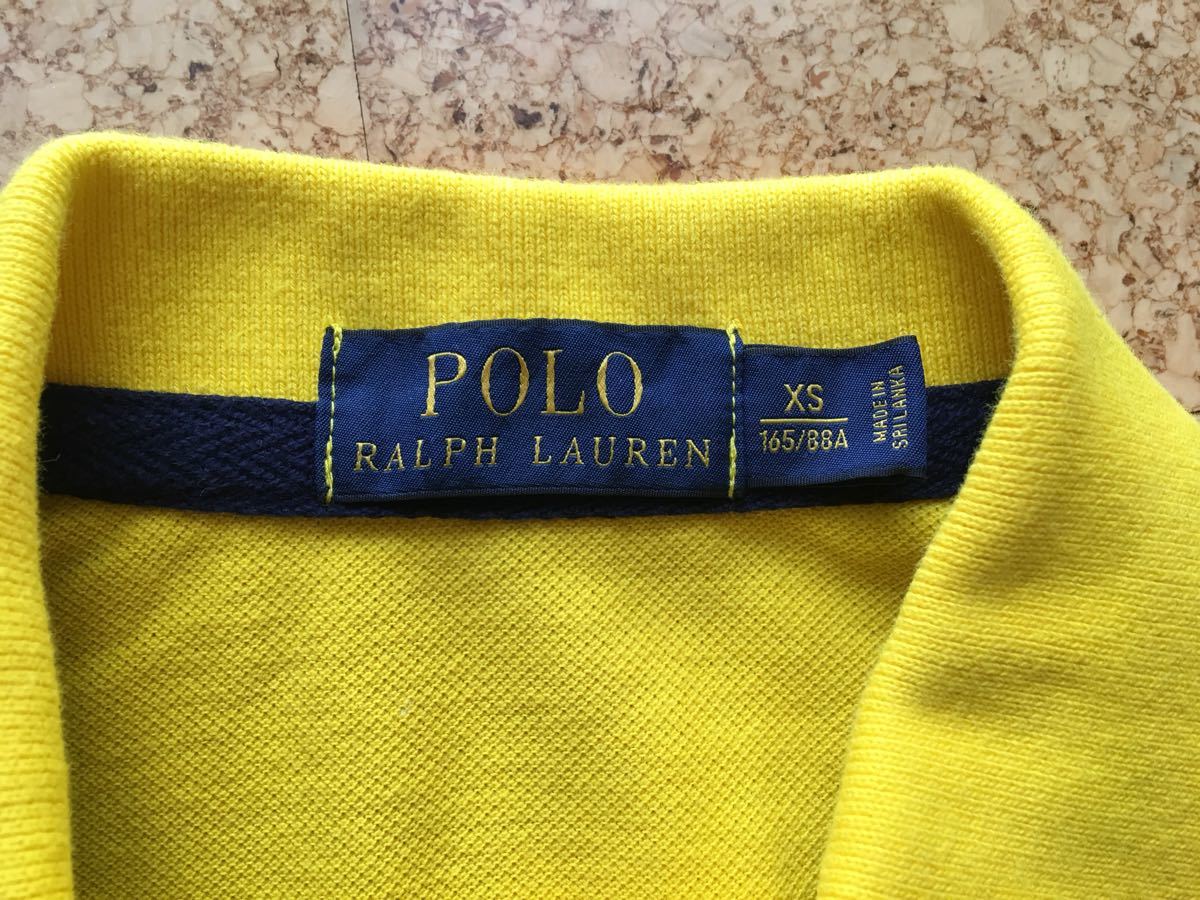 POLO
RALPH LAUREN
XS
165/88A
MADE IN
SRI LANKA